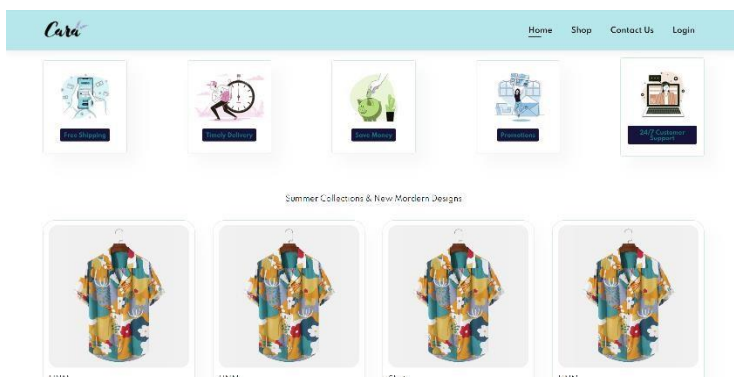 Cara
Home Shop Contact Us Login
Free Shipping Timely Delivery Save Money Promotions 24/7 Customer
Support
Summer Collections & New Mordern Designs